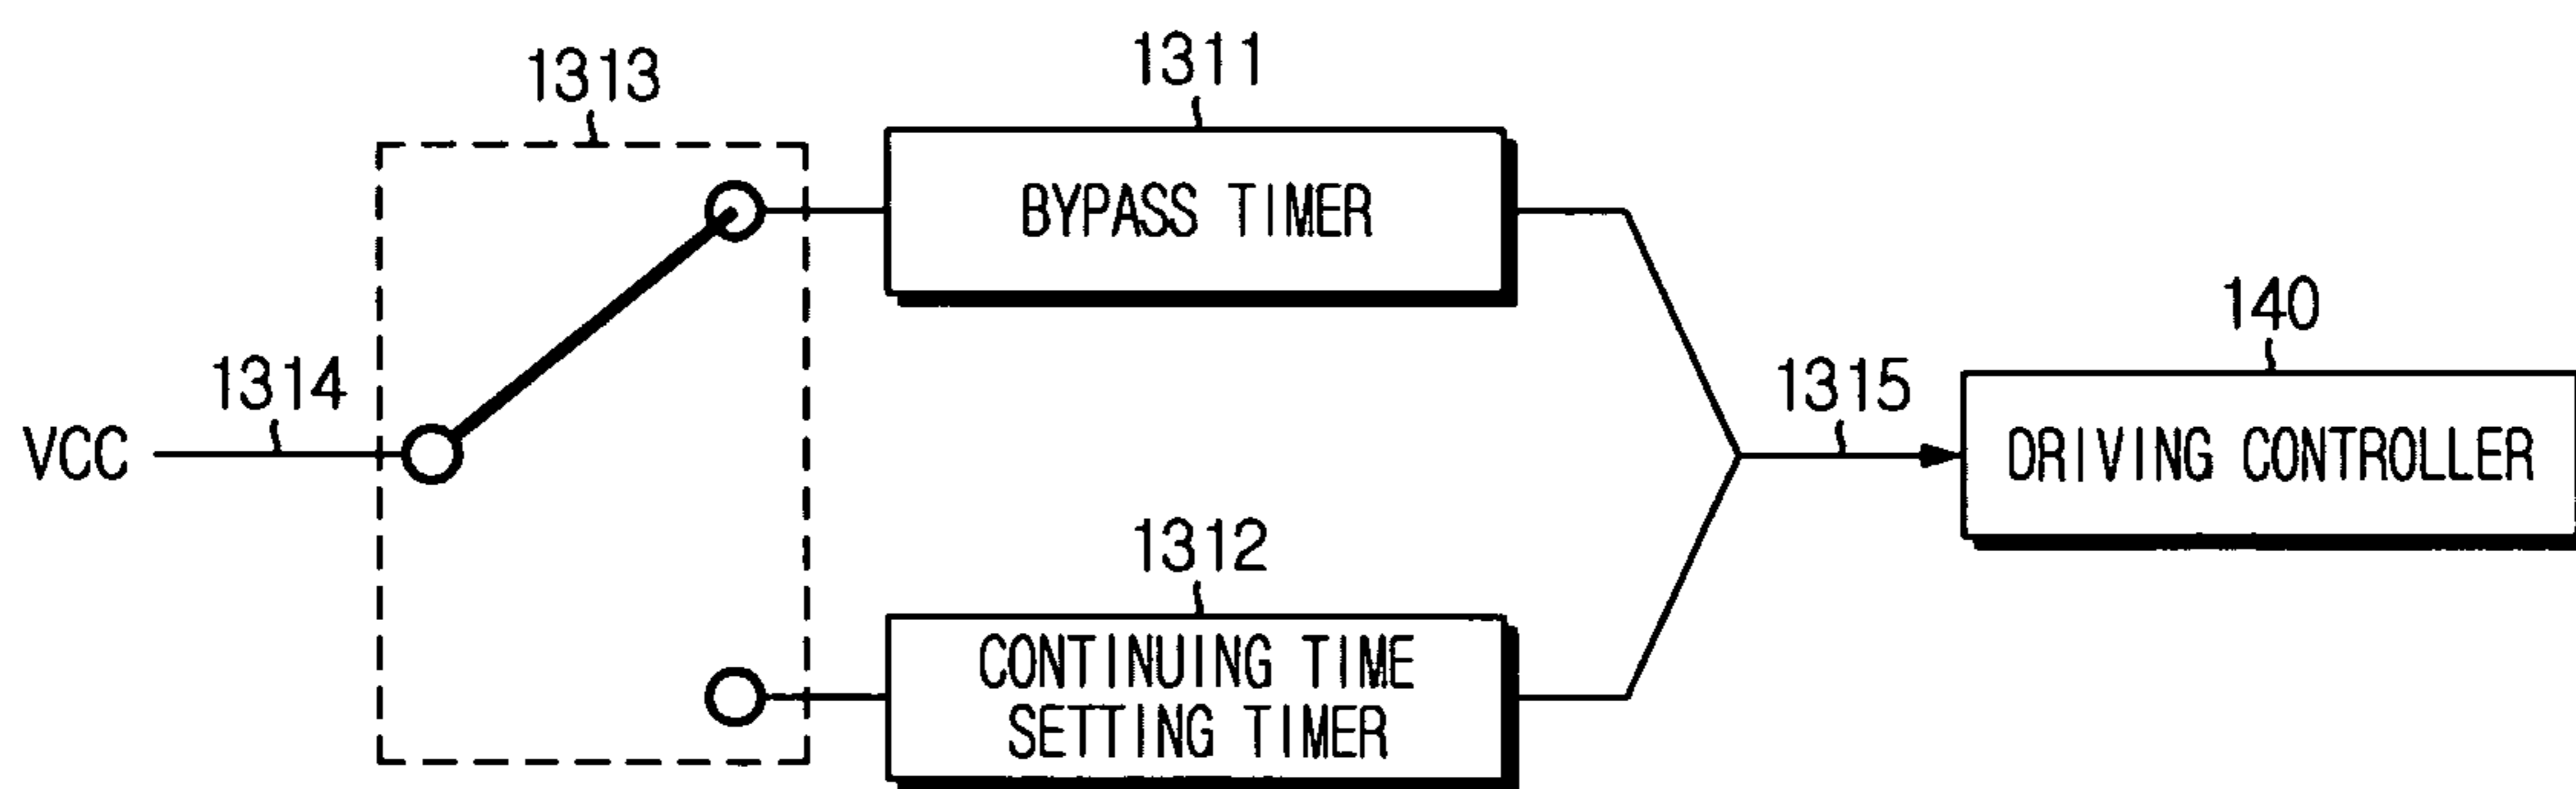 1313
1311
BYPASS TIMER
140
1314
1315
VCC
DRIVING CONTROLLER
1312
CONTINUING TIME
SETTING TIMER